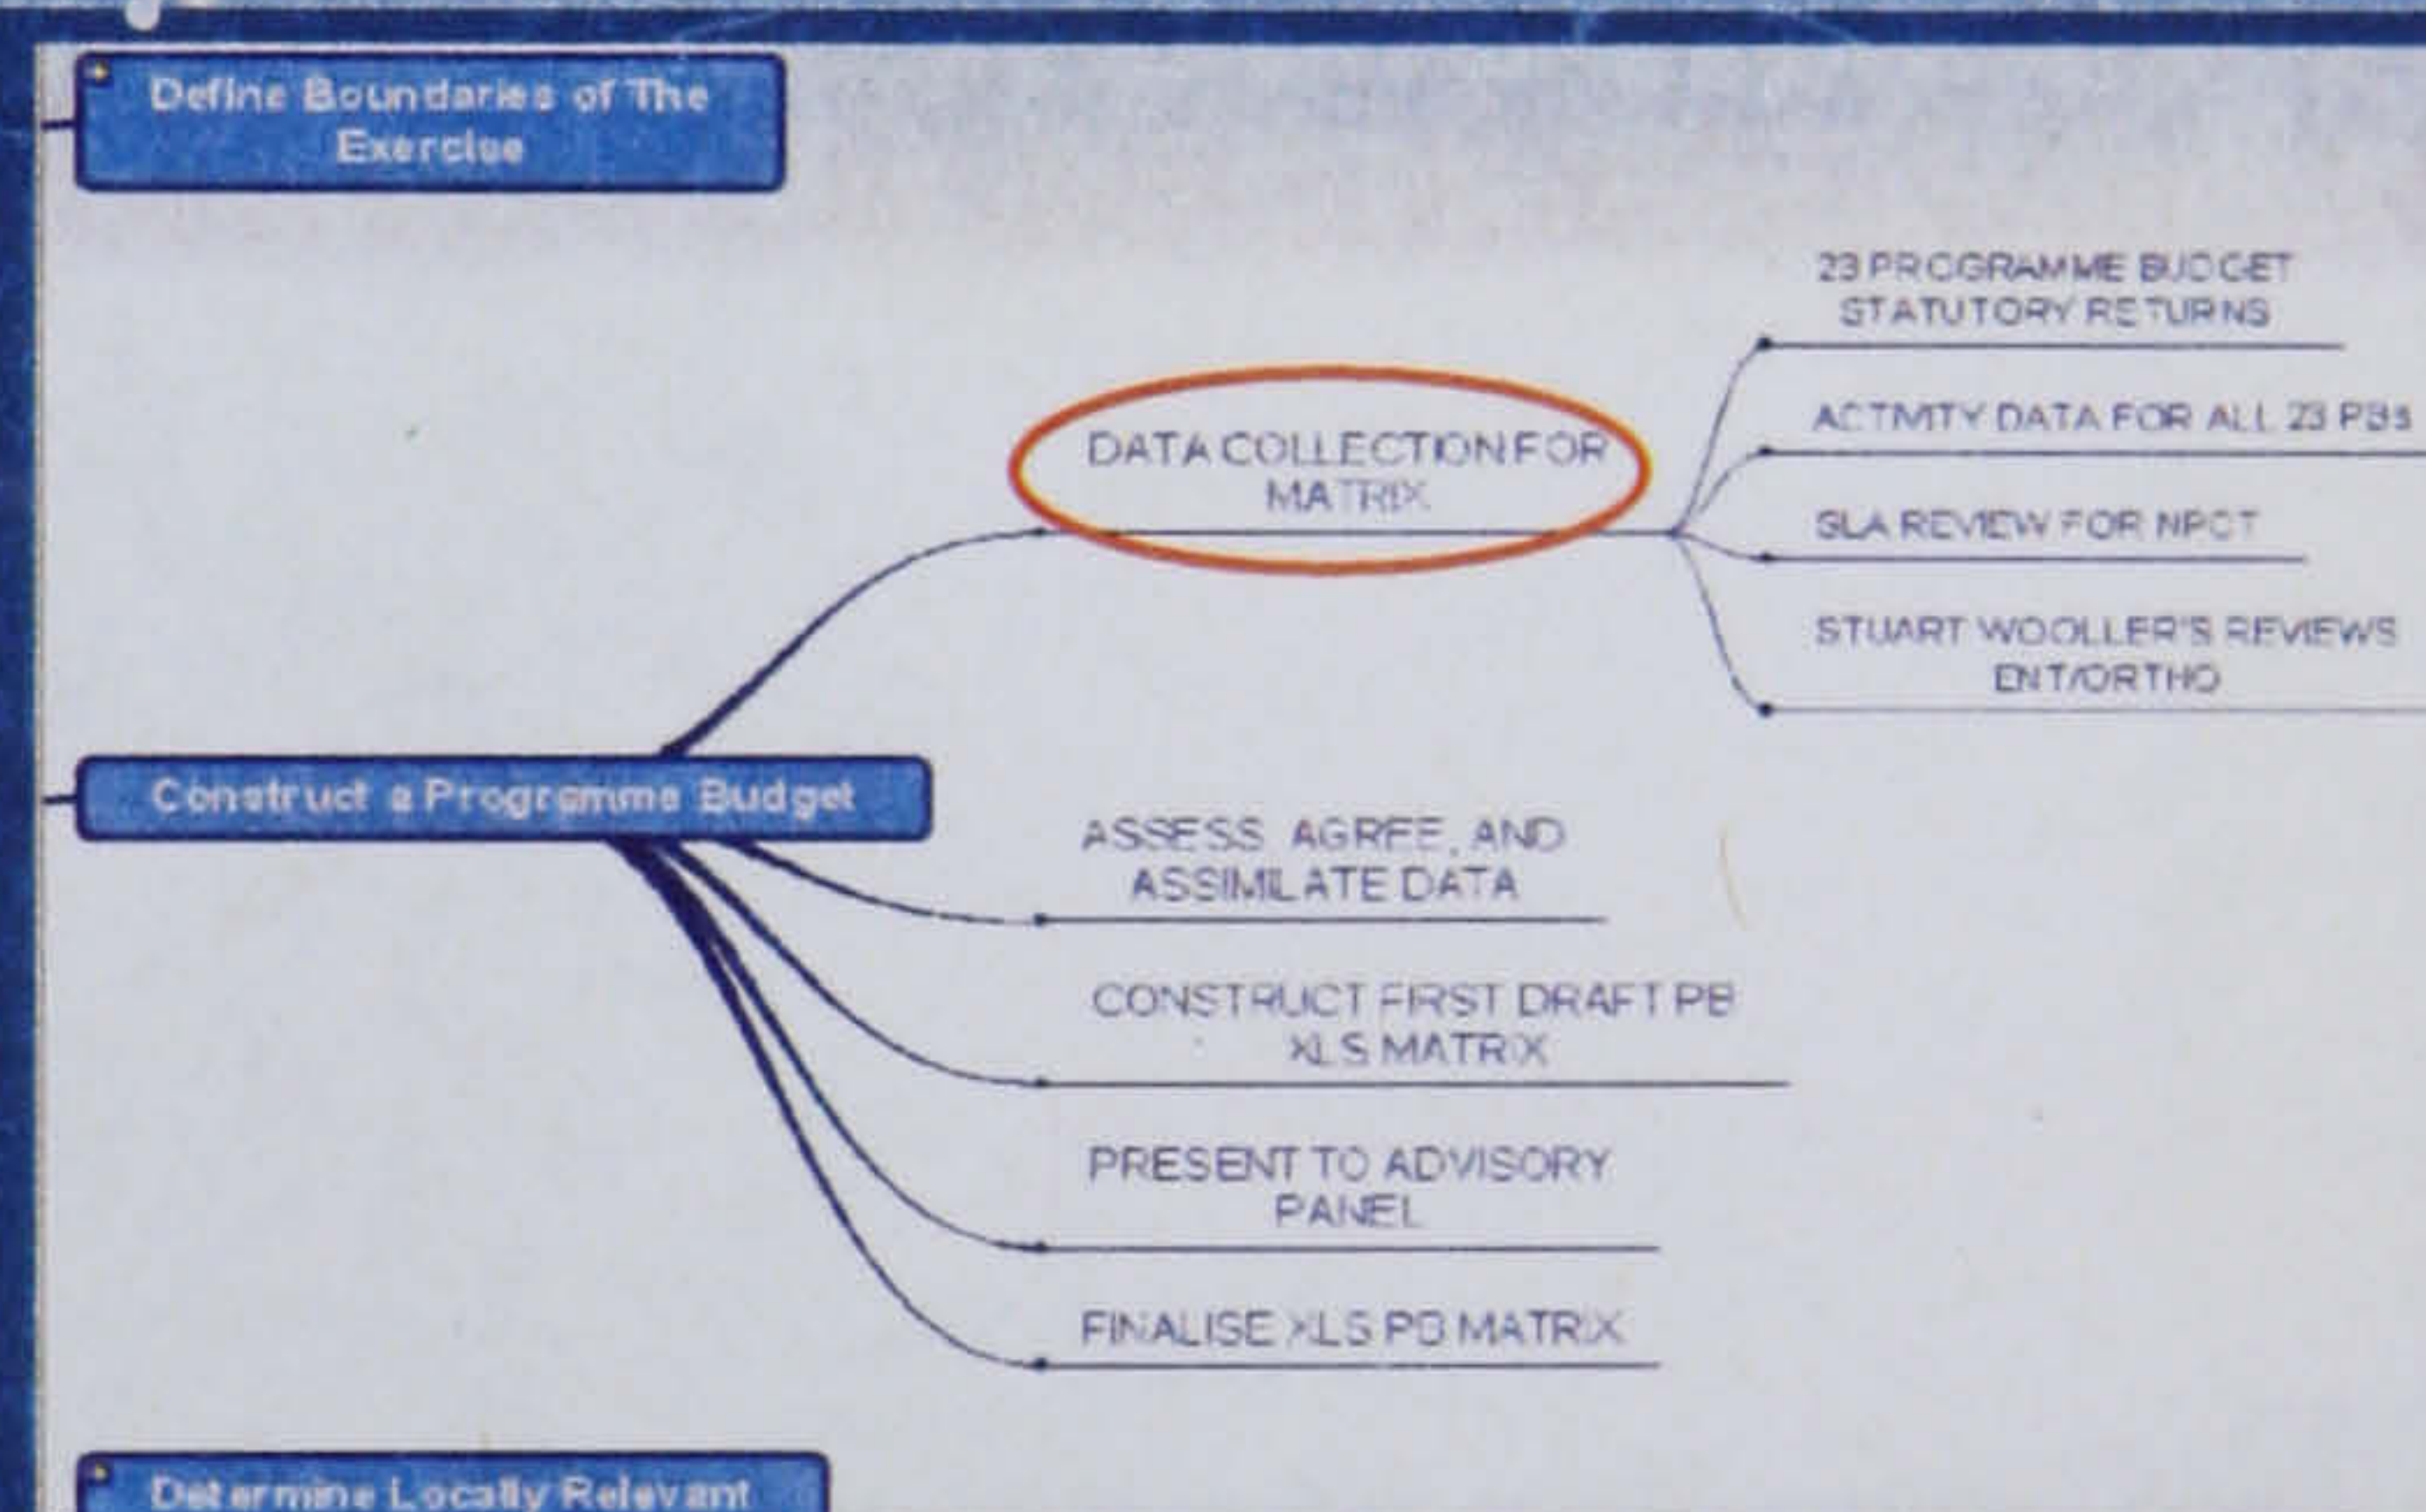 Define Boundaries of The
Exercise
23 PROGRAMME BUDGET
STATUTORY RETURNS
ACTIVITY DATA FOR ALL 23 PBs
DATA COLLECTION FOR
MATRIX
SLA REVIEW FOR NPCT
STUART WOOLLER'S REVIEWS
ENT/ORTHO
Construct a Programme Budget
ASSESS, AGREE, AND
ASSIMILATE DATA
CONSTRUCT FIRST DRAFT PB
XLS MATRIX
PRESENT TO ADVISORY
PANEL
FINALISE XLS PB MATRIX
Determine Locally Relevant